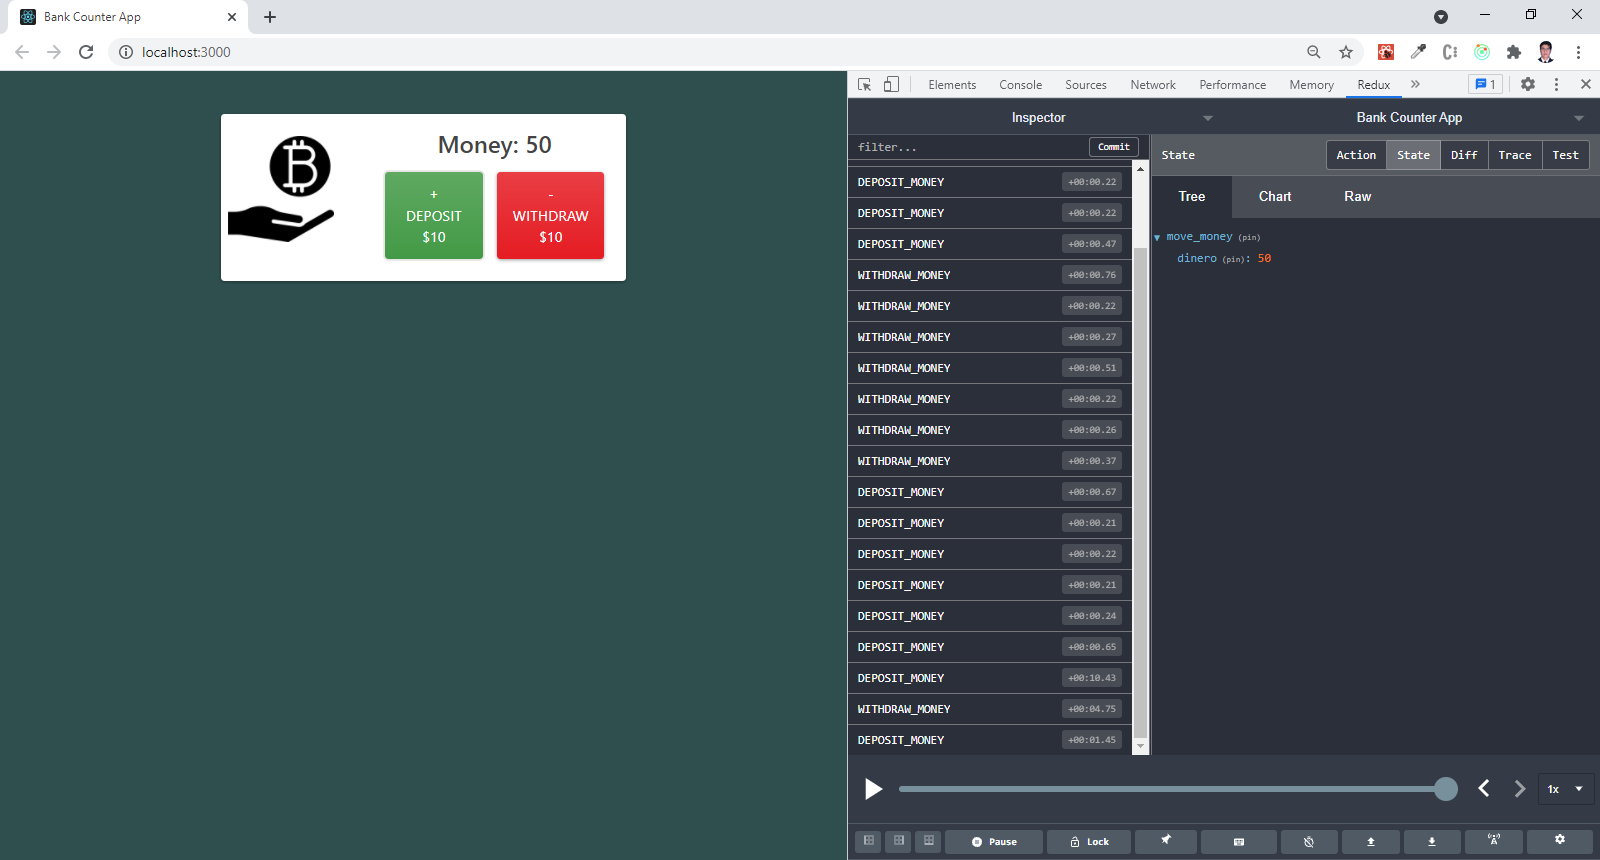 Bank Counter App
localhost:3000
Money: 50
+
DEPOSIT
$10
-
WITHDRAW
$10
Elements Console Sources Network Performance Memory Redux » 1
Inspector Bank Counter App
filter... Commit
State Action State Diff Trace Test
Tree Chart Raw
move_money (pin)
dinero (pin): 50
DEPOSIT_MONEY +00:00.22
DEPOSIT_MONEY +00:00.22
DEPOSIT_MONEY +00:00.47
WITHDRAW_MONEY +00:00.76
WITHDRAW_MONEY +00:00.22
WITHDRAW_MONEY +00:00.27
WITHDRAW_MONEY +00:00.51
WITHDRAW_MONEY +00:00.22
WITHDRAW_MONEY +00:00.26
WITHDRAW_MONEY +00:00.37
DEPOSIT_MONEY +00:00.67
DEPOSIT_MONEY +00:00.21
DEPOSIT_MONEY +00:00.22
DEPOSIT_MONEY +00:00.21
DEPOSIT_MONEY +00:00.24
DEPOSIT_MONEY +00:00.65
DEPOSIT_MONEY +00:10.43
WITHDRAW_MONEY +00:04.75
DEPOSIT_MONEY +00:01.45
1x
Pause Lock